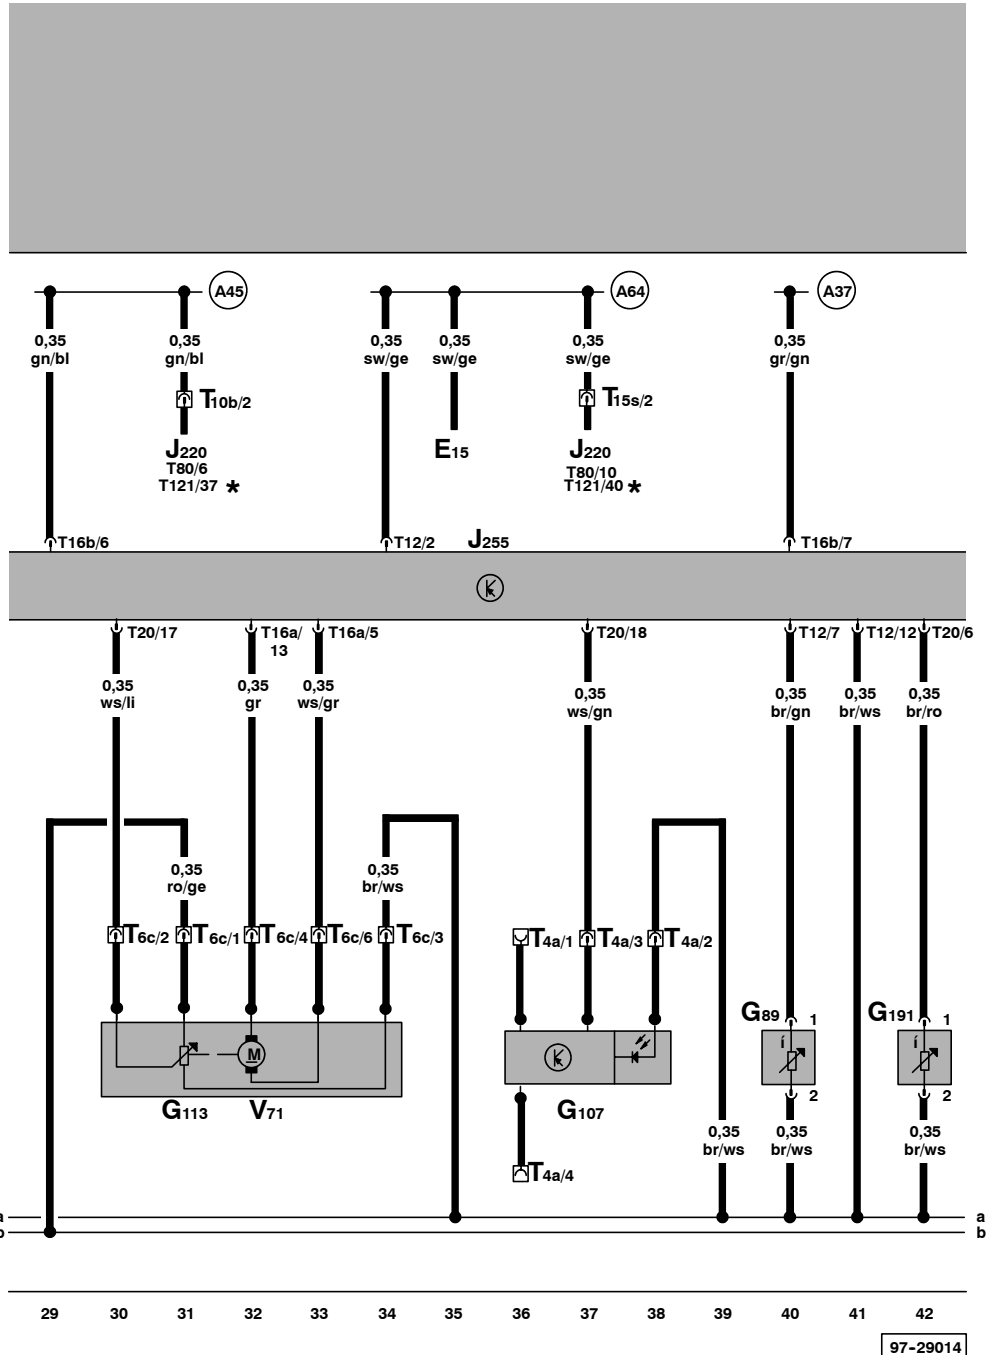 A45 A64 A37
0,35 0,35 0,35 0,35 0,35 0,35
gn/bl gn/bl sw/ge sw/ge sw/ge gr/gn
T10b/2 T15s/2
J220 E15 J220
T80/6 T80/10
T121/37 * T121/40 *
T16b/6 T12/2 J255 T16b/7
T20/17 T16a/ T16a/5 T20/18 T12/7 T12/12 T20/6
13
0,35 0,35 0,35 0,35 0,35 0,35 0,35
ws/li gr ws/gr ws/gn br/gn br/ws br/ro
0,35 0,35
ro/ge br/ws
T6c/2 T6c/1 T6c/4 T6c/6 T6c/3 T4a/1 T4a/3 T4a/2
G89 1 G191 1
í í
M
2 2
G113 V71 G107
0,35 0,35 0,35
br/ws br/ws br/ws
T4a/4
a a
b b
29 30 31 32 33 34 35 36 37 38 39 40 41 42
97-29014